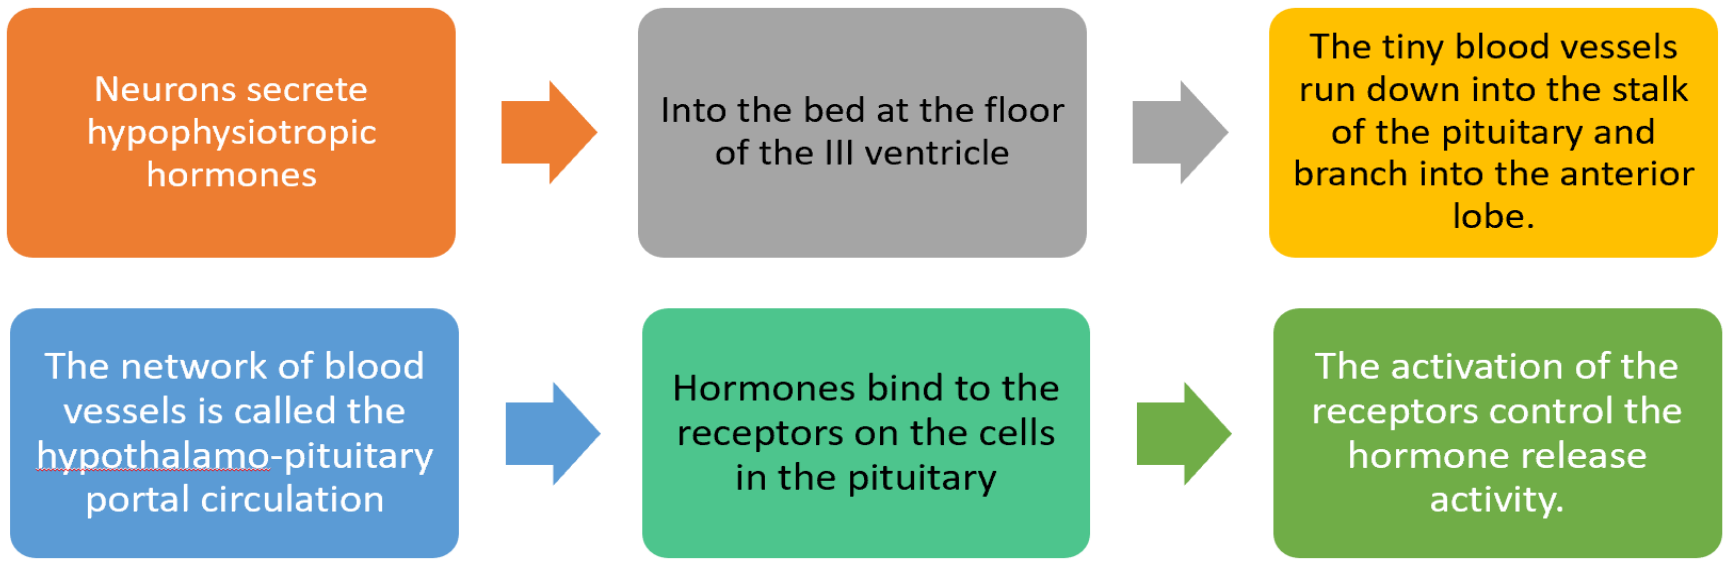 Neurons secrete
hypophysiotropic
hormones
Into the bed at the floor
of the III ventricle
The tiny blood vessels
run down into the stalk
of the pituitary and
branch into the anterior
lobe.
The network of blood
vessels is called the
hypothalamo-pituitary
portal circulation
Hormones bind to the
receptors on the cells
in the pituitary
The activation of the
receptors control the
hormone release
activity.